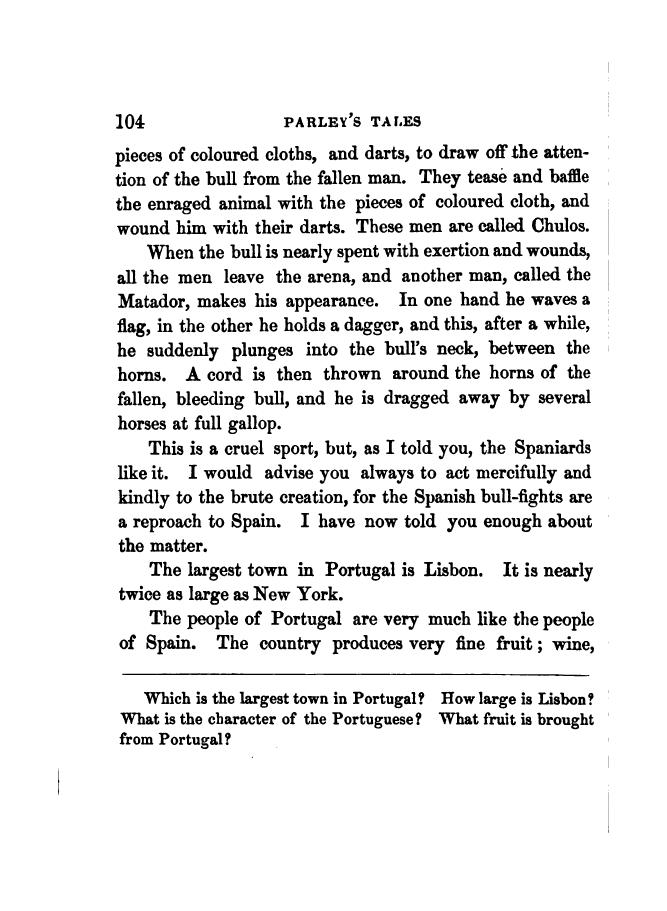 104 PARLEY'S TALES
pieces of coloured cloths, and darts, to draw off the atten-
tion of the bull from the fallen man. They tease and baffle
the enraged animal with the pieces of coloured cloth, and
wound him with their darts. These men are called Chulos.
When the bull is nearly spent with exertion and wounds,
all the men leave the arena, and another man, called the
Matador, makes his appearance. In one hand he waves a
flag, in the other he holds a dagger, and this, after a while,
he suddenly plunges into the bull's neck, between the
horns. A cord is then thrown around the horns of the
fallen, bleeding bull, and he is dragged away by several
horses at full gallop.
This is a cruel sport, but, as I told you, the Spaniards
like it. I would advise you always to act mercifully and
kindly to the brute creation, for the Spanish bull-fights are
a reproach to Spain. I have now told you enough about
the matter.
The largest town in Portugal is Lisbon. It is nearly
twice as large as New York.
The people of Portugal are very much like the people
of Spain. The country produces very fine fruit; wine,
Which is the largest town in Portugal? How large is Lisbon?
What is the character of the Portuguese? What fruit is brought
from Portugal?